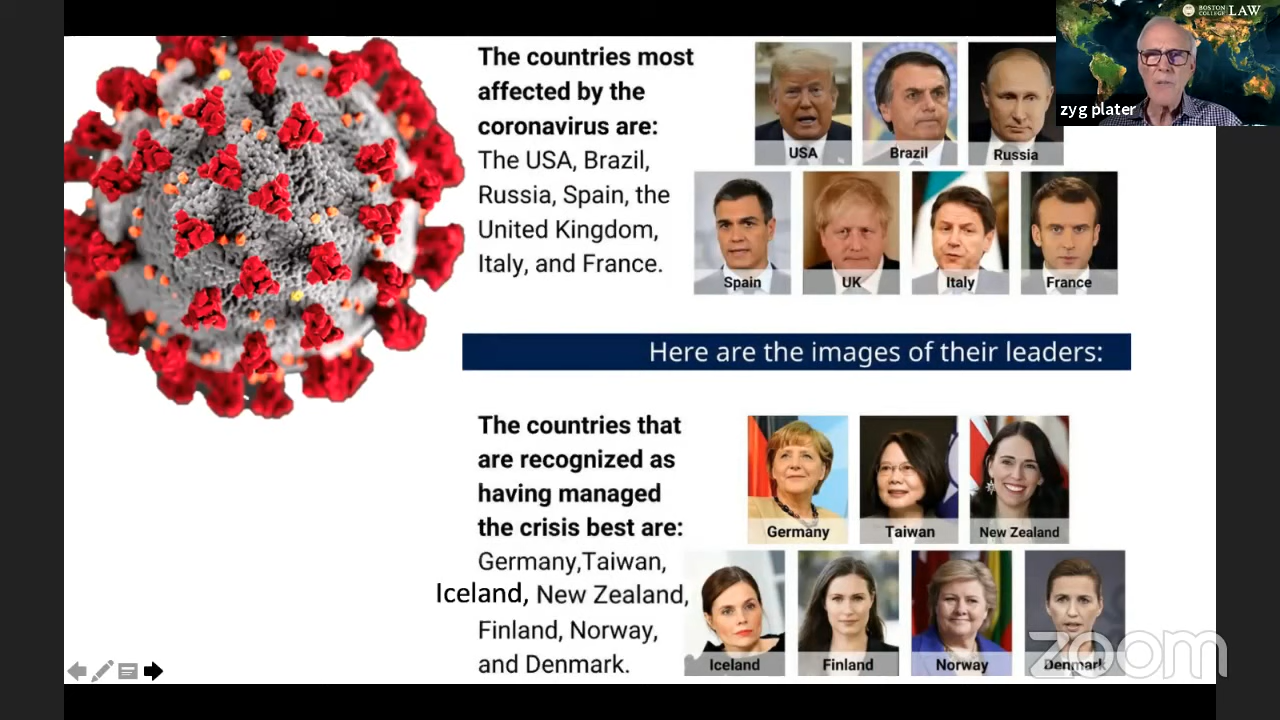 The countries most
affected by the
coronavirus are:
The USA, Brazil,
Russia, Spain, the
United Kingdom,
Italy, and France.
USA
Brazil
Russia
Spain
UK
Italy
France
BOSTON COLLEGE LAW
zyg plater
Here are the images of their leaders:
The countries that
are recognized as
having managed
the crisis best are:
Germany,Taiwan,
Iceland, New Zealand,
Finland, Norway,
and Denmark.
Germany
Taiwan
New Zealand
Iceland
Finland
Norway
Denmark
zoom